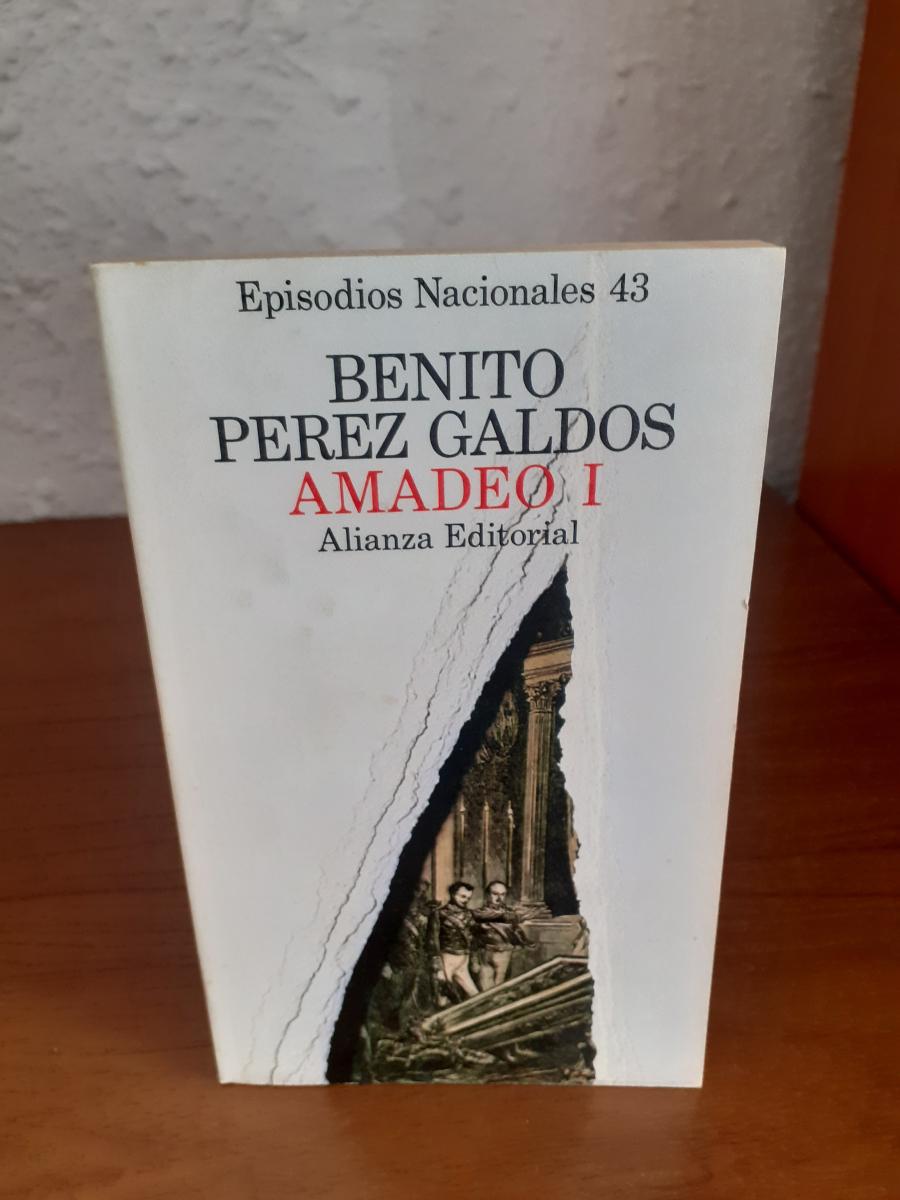 Episodios Nacionales 43
BENITO
PEREZ GALDOS
AMADEO I
Alianza Editorial